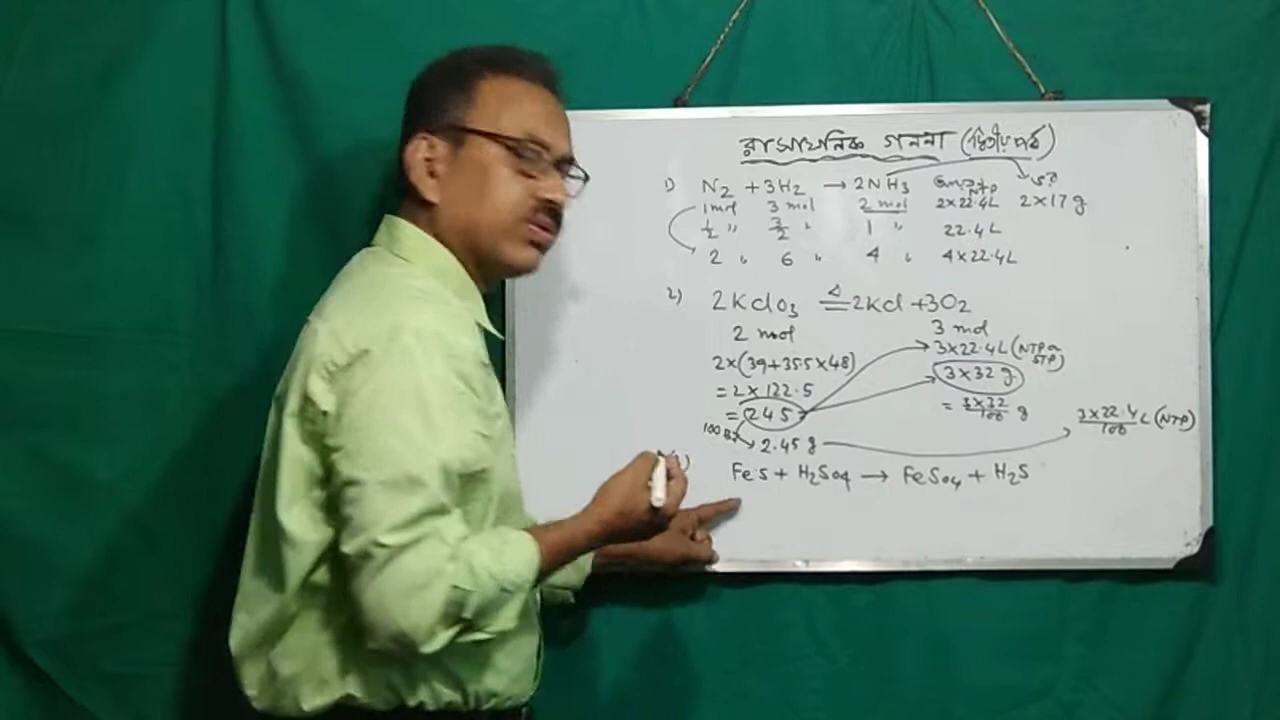 রাসায়নিক গননা (দ্বিতীয় পর্ব)
1) N2 + 3H2 → 2NH3 NTP
1 mol 3 mol 2 mol 2×22.4L 2×17 g
1/2 〃 3/2 〃 1 〃 22.4L
2 〃 6 〃 4 〃 4×22.4L
2) 2KClO3 ≜ 2KCl + 3O2
2 mol 3 mol
2×(39+35.5×48) 3×22.4L (NTP or STP)
= 2×122.5 3×32 g
= 245 = 3×32/100 g 3×22.4/100 L (NTP)
2.45 g
FeS + H2SO4 → FeSO4 + H2S